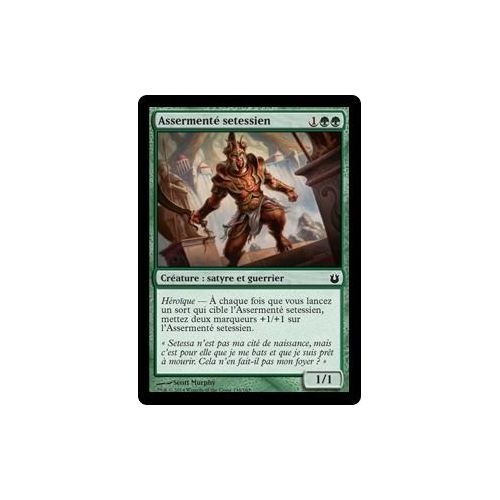 Assermenté setessien 1
Créature : satyre et guerrier
Héroïque — À chaque fois que vous lancez
un sort qui cible l'Assermenté setessien,
mettez deux marqueurs +1/+1 sur
l'Assermenté setessien.
« Setessa n'est pas ma cité de naissance, mais
c'est pour elle que je me bats et que je suis prêt
à mourir. Cela n'en fait-il pas mon foyer ? »
1/1
Scott Murphy